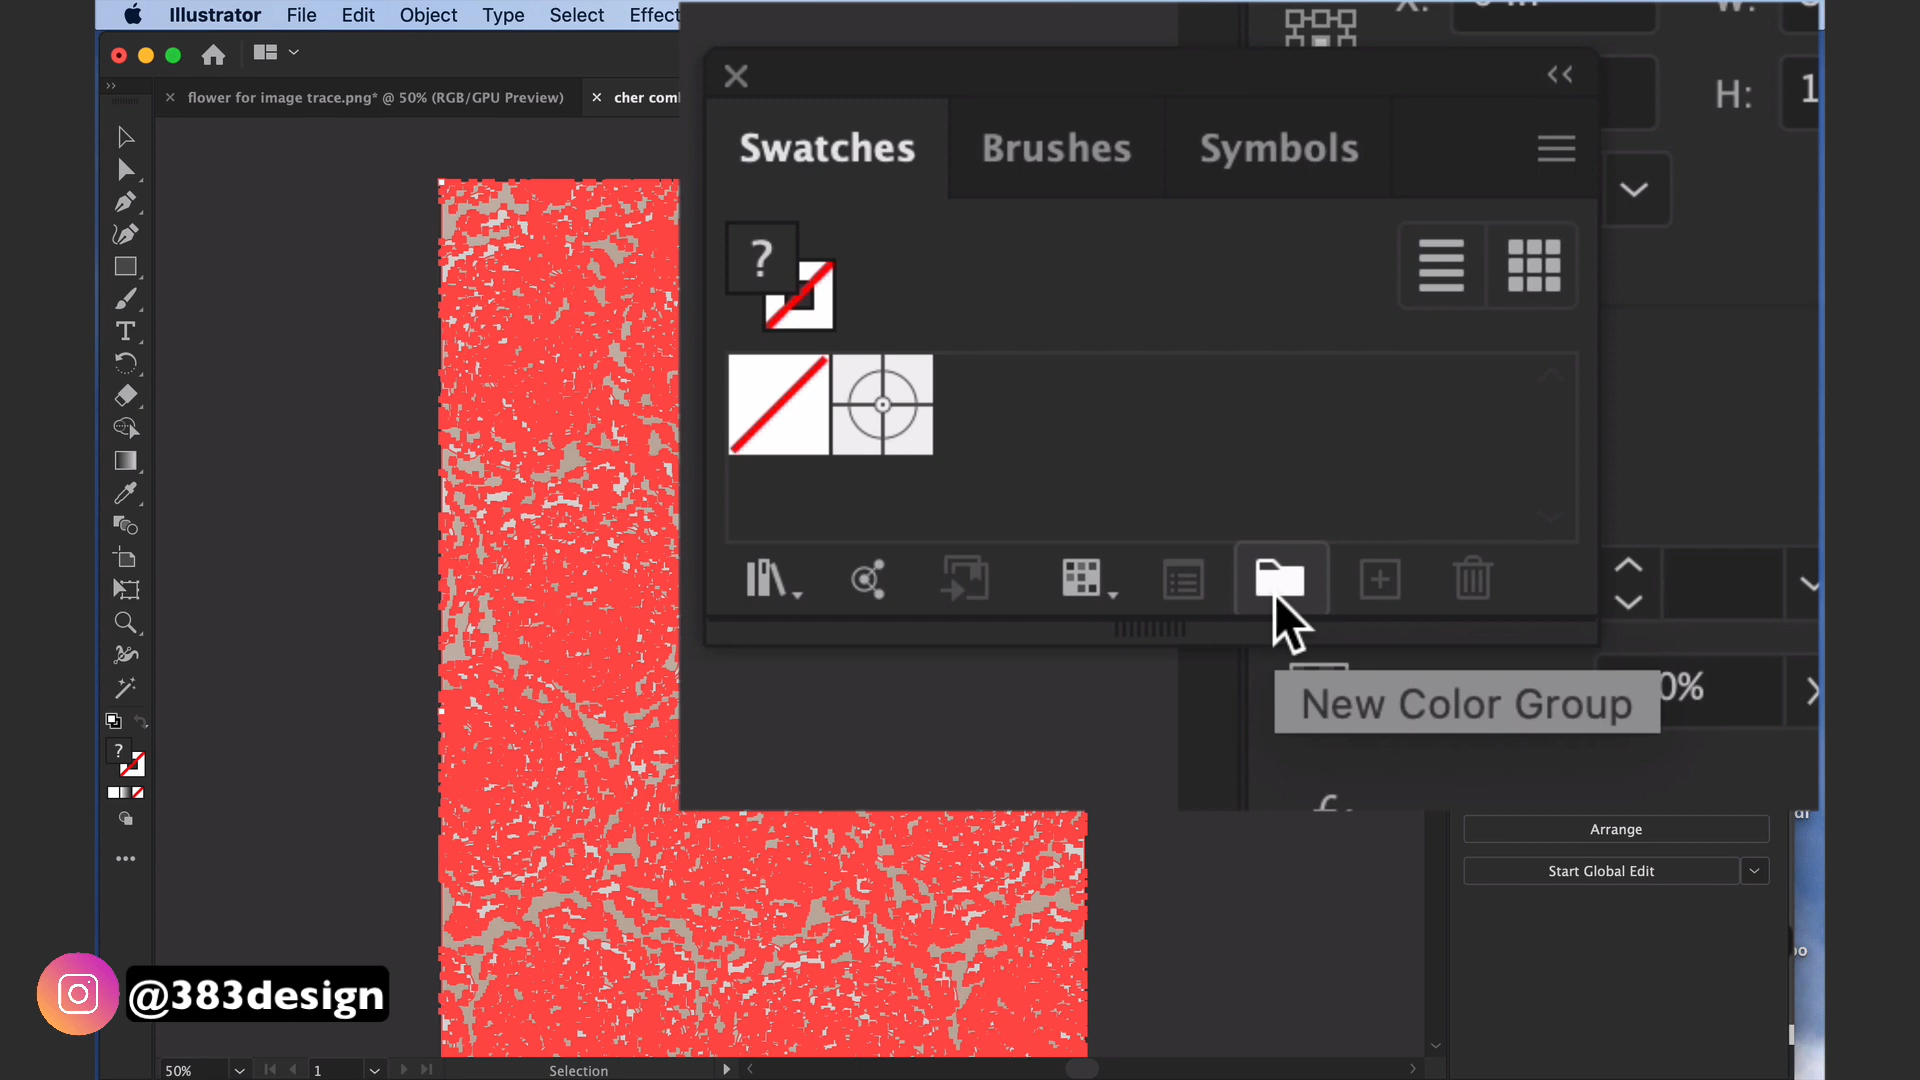 Illustrator File Edit Object Type Select Effect
flower for image trace.png* @ 50% (RGB/GPU Preview)
cher comb
H:
Swatches Brushes Symbols
?
New Color Group
0%
?
Arrange
Start Global Edit
@383design
50%
1
Selection